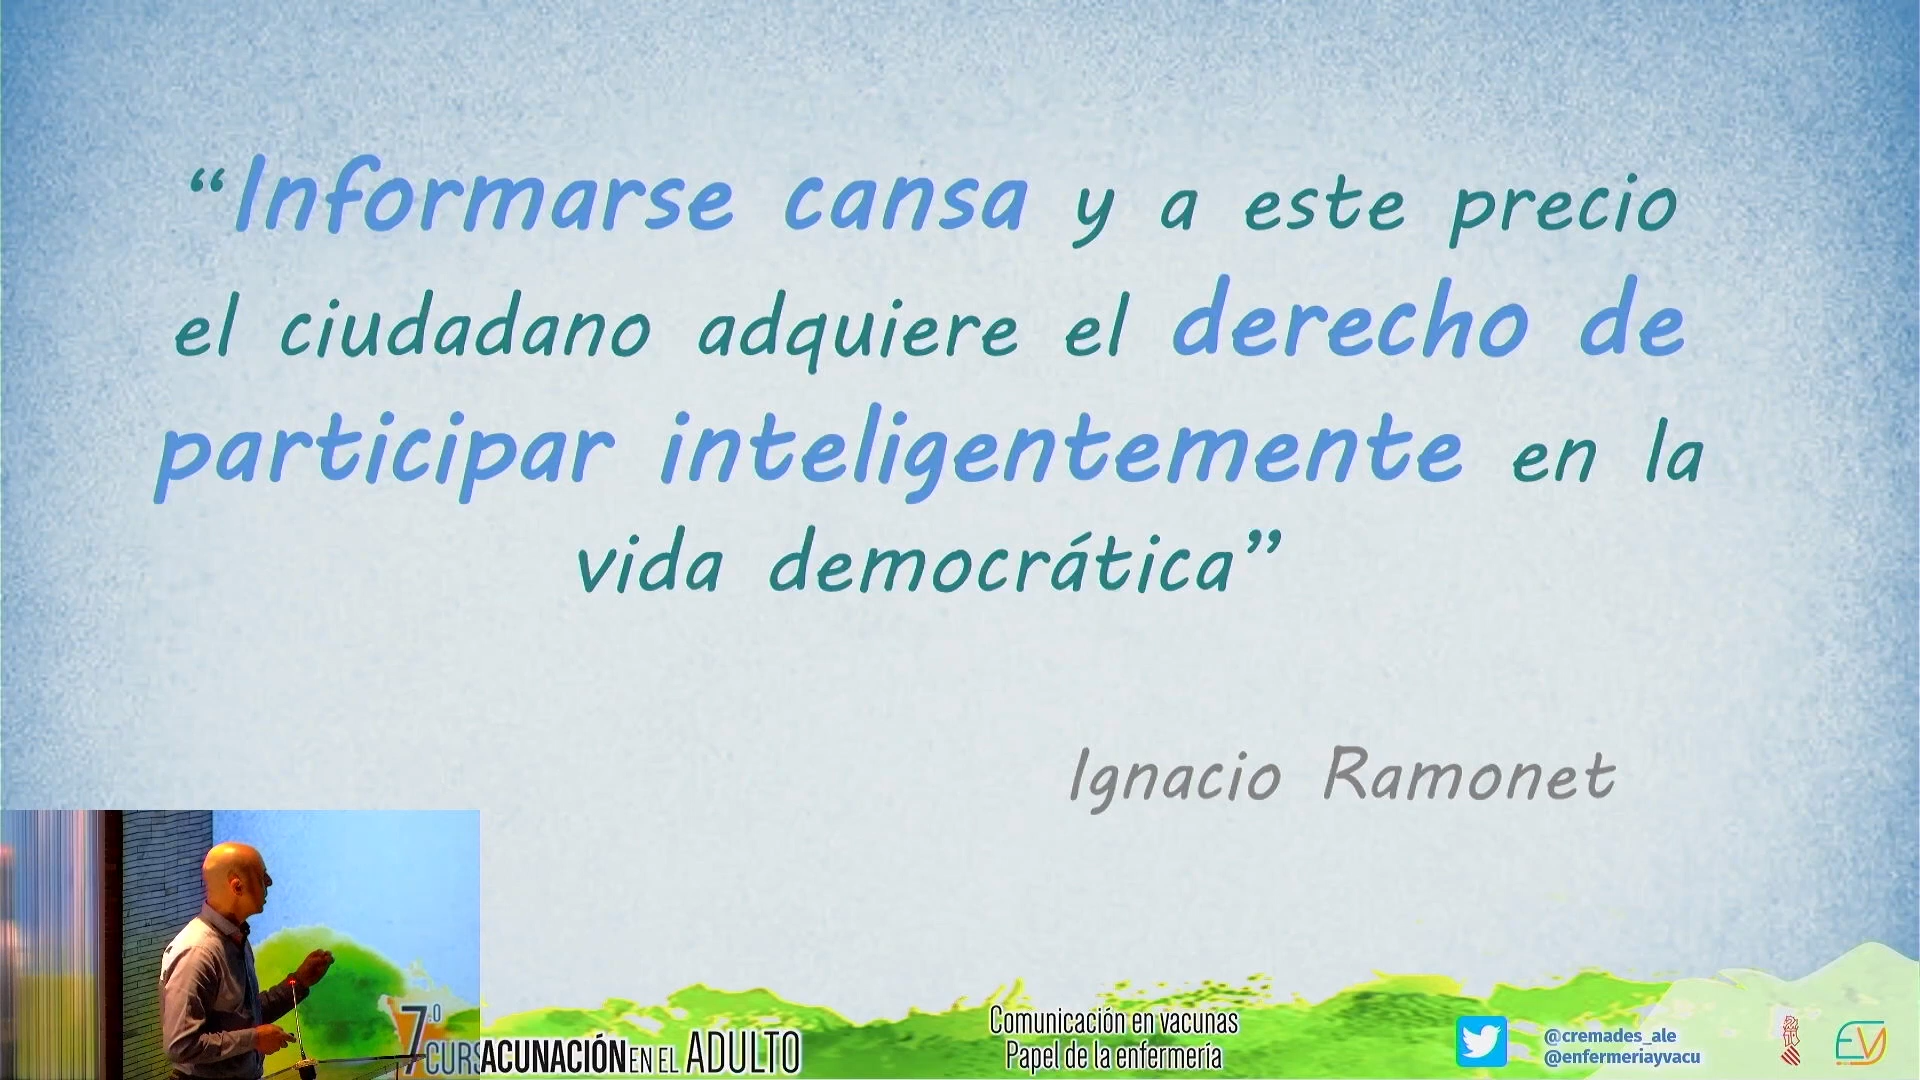 “Informarse cansa y a este precio
el ciudadano adquiere el derecho de
participar inteligentemente en la
vida democrática”
Ignacio Ramonet
7.º CURS
ACUNACIÓN EN EL ADULTO
Comunicación en vacunas
Papel de la enfermería
@cremades_ale
@enfermeriayvacu
EV